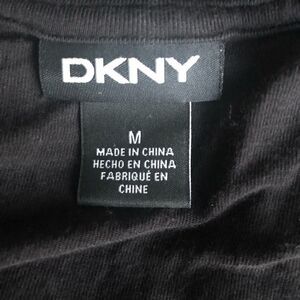 DKNY
M
MADE IN CHINA
HECHO EN CHINA
FABRIQUÉ EN
CHINE